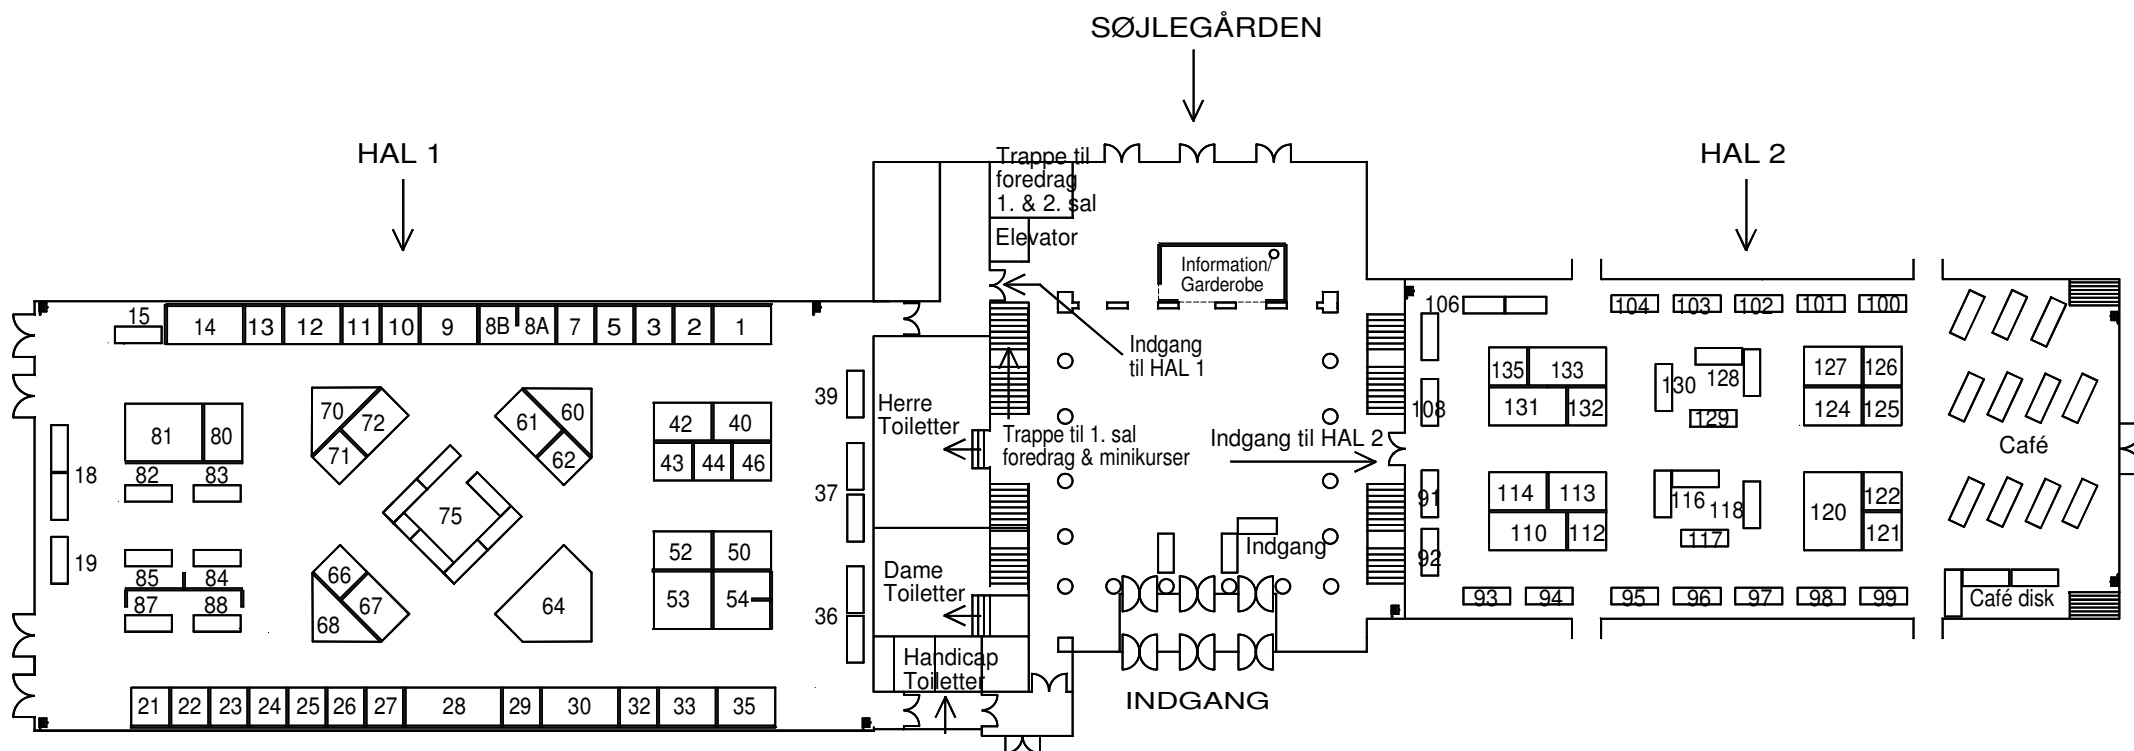 SØJLEGÅRDEN
HAL 1
HAL 2
Trappe til
foredrag
1. & 2. sal
Elevator
Information/
Garderobe
Indgang
til HAL 1
Herre
Toiletter
Trappe til 1. sal
foredrag & minikurser
Indgang til HAL 2
Dame
Toiletter
Indgang
Handicap
Toiletter
INDGANG
Café
Café disk
15
14 13 12 11 10 9 8B 8A 7 5 3 2 1
39
70 72 71
61 60 62
42 40
43 44 46
81 80
82 83
18
75
37
19
85 84
87 88
66 67 68
64
52 50
53 54
36
21 22 23 24 25 26 27 28 29 30 32 33 35
106
104 103 102 101 100
135 133
131 132
130 128
129
127 126
124 125
108
91
92
114 113
110 112
116 118
117
120 122
121
93 94 95 96 97 98 99